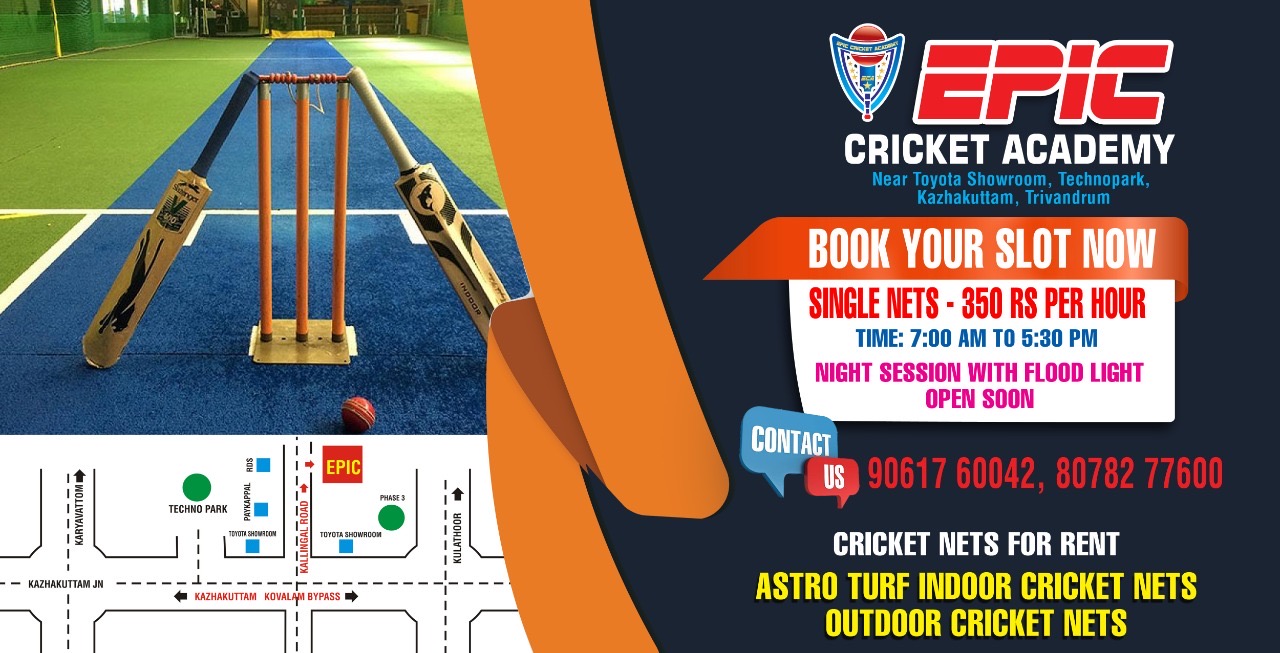 EPIC CRICKET ACADEMY
EPIC
CRICKET ACADEMY
Near Toyota Showroom, Technopark,
Kazhakuttam, Trivandrum
BOOK YOUR SLOT NOW
SINGLE NETS - 350 RS PER HOUR
TIME: 7:00 AM TO 5:30 PM
NIGHT SESSION WITH FLOOD LIGHT
OPEN SOON
CONTACT
US
90617 60042, 80782 77600
CRICKET NETS FOR RENT
ASTRO TURF INDOOR CRICKET NETS
OUTDOOR CRICKET NETS
INDOOR
KARYAVATTOM
TECHNO PARK
RDS
PAYKAPPAL
TOYOTA SHOWROOM
KALLINGAL ROAD
EPIC
PHASE 3
TOYOTA SHOWROOM
KULATHOOR
KAZHAKUTTAM JN
KAZHAKUTTAM KOVALAM BYPASS